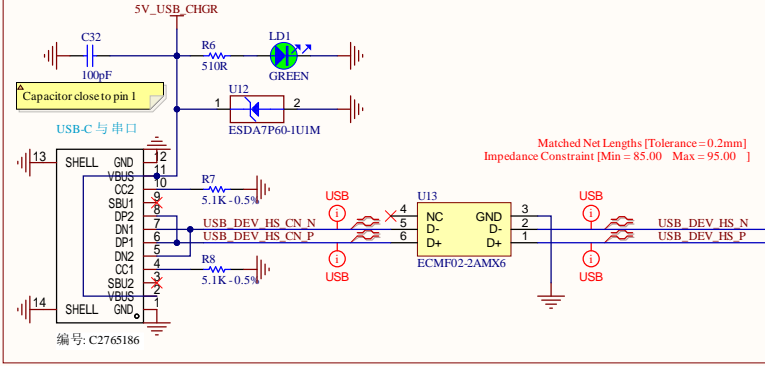 5V_USB_CHGR
C32
100pF
R6
510R
LD1
GREEN
Capacitor close to pin 1
U12
1
2
ESDA7P60-1U1M
USB-C 与 串口
Matched Net Lengths [Tolerance = 0.2mm]
Impedance Constraint [Min = 85.00 Max = 95.00 ]
13
SHELL
GND
12
VBUS
11
CC2
10
SBU1
9
DP2
8
DN1
7
DP1
6
DN2
5
CC1
4
SBU2
3
VBUS
2
14
SHELL
GND
1
R7
5.1K - 0.5%
USB_DEV_HS_CN_N
USB_DEV_HS_CN_P
R8
5.1K - 0.5%
USB
i
i
USB
U13
4
NC
GND
3
5
D-
D-
2
6
D+
D+
1
ECMF02-2AMX6
USB
i
i
USB
USB_DEV_HS_N
USB_DEV_HS_P
编号: C2765186